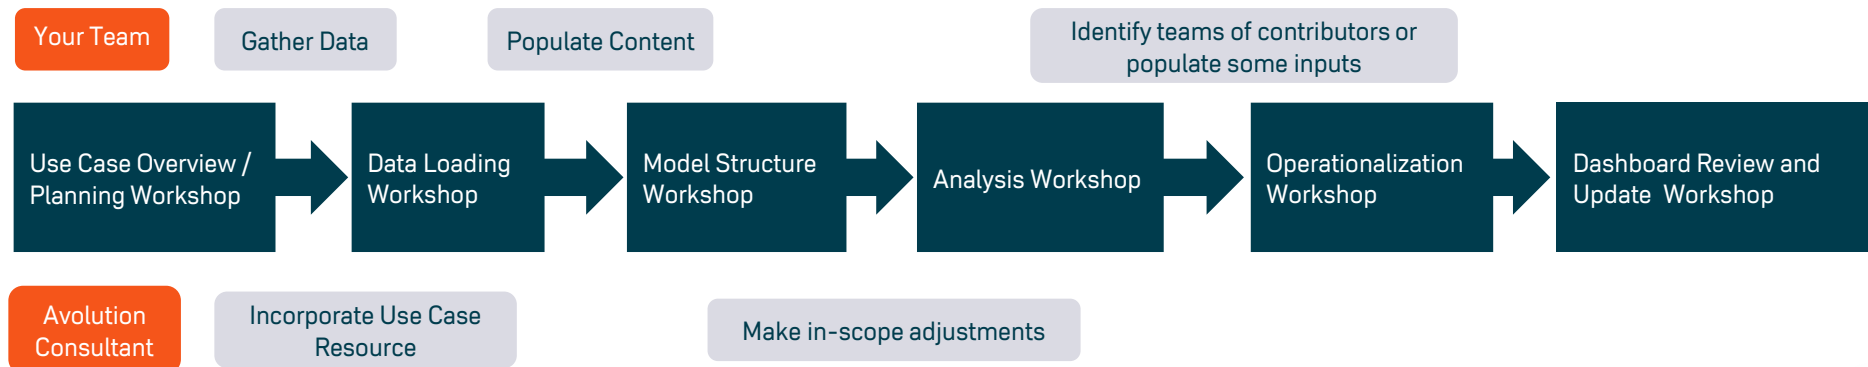 Your Team
Gather Data
Populate Content
Identify teams of contributors or
populate some inputs
Use Case Overview /
Planning Workshop
Data Loading
Workshop
Model Structure
Workshop
Analysis Workshop
Operationalization
Workshop
Dashboard Review and
Update  Workshop
Avolution
Consultant
Incorporate Use Case
Resource
Make in-scope adjustments